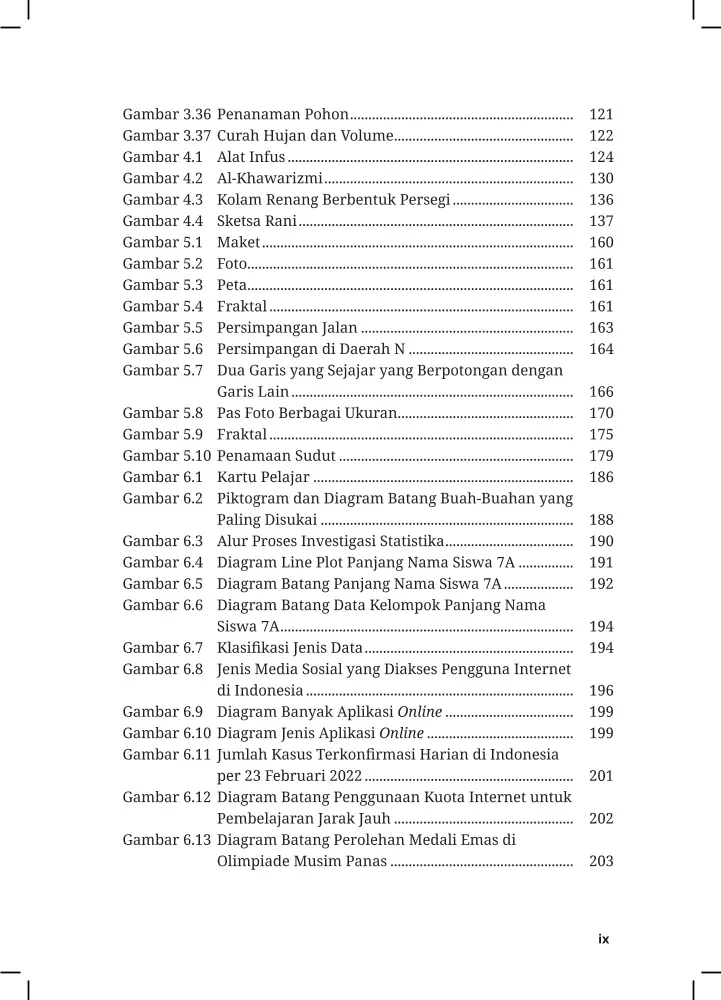 Gambar 3.36 Penanaman Pohon............................................................. 121
Gambar 3.37 Curah Hujan dan Volume................................................. 122
Gambar 4.1 Alat Infus .............................................................................. 124
Gambar 4.2 Al-Khawarizmi.................................................................... 130
Gambar 4.3 Kolam Renang Berbentuk Persegi ................................. 136
Gambar 4.4 Sketsa Rani........................................................................... 137
Gambar 5.1 Maket..................................................................................... 160
Gambar 5.2 Foto......................................................................................... 161
Gambar 5.3 Peta......................................................................................... 161
Gambar 5.4 Fraktal ................................................................................... 161
Gambar 5.5 Persimpangan Jalan .......................................................... 163
Gambar 5.6 Persimpangan di Daerah N ............................................. 164
Gambar 5.7 Dua Garis yang Sejajar yang Berpotongan dengan
Garis Lain............................................................................. 166
Gambar 5.8 Pas Foto Berbagai Ukuran................................................ 170
Gambar 5.9 Fraktal ................................................................................... 175
Gambar 5.10 Penamaan Sudut ................................................................ 179
Gambar 6.1 Kartu Pelajar ....................................................................... 186
Gambar 6.2 Piktogram dan Diagram Batang Buah-Buahan yang
Paling Disukai ..................................................................... 188
Gambar 6.3 Alur Proses Investigasi Statistika................................... 190
Gambar 6.4 Diagram Line Plot Panjang Nama Siswa 7A ............... 191
Gambar 6.5 Diagram Batang Panjang Nama Siswa 7A................... 192
Gambar 6.6 Diagram Batang Data Kelompok Panjang Nama
Siswa 7A................................................................................ 194
Gambar 6.7 Klasifikasi Jenis Data......................................................... 194
Gambar 6.8 Jenis Media Sosial yang Diakses Pengguna Internet
di Indonesia ......................................................................... 196
Gambar 6.9 Diagram Banyak Aplikasi Online ................................... 199
Gambar 6.10 Diagram Jenis Aplikasi Online ........................................ 199
Gambar 6.11 Jumlah Kasus Terkonfirmasi Harian di Indonesia
per 23 Februari 2022......................................................... 201
Gambar 6.12 Diagram Batang Penggunaan Kuota Internet untuk
Pembelajaran Jarak Jauh ................................................. 202
Gambar 6.13 Diagram Batang Perolehan Medali Emas di
Olimpiade Musim Panas .................................................. 203
ix